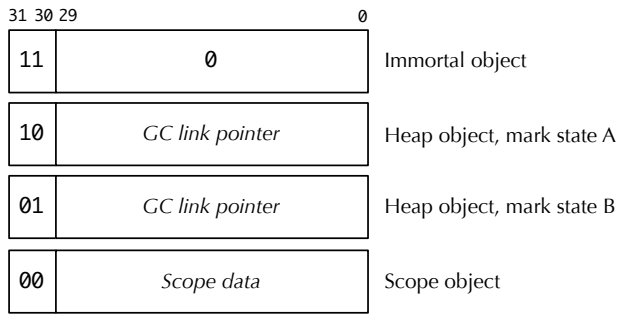 31 30 29 0
11 0 Immortal object
10 GC link pointer Heap object, mark state A
01 GC link pointer Heap object, mark state B
00 Scope data Scope object